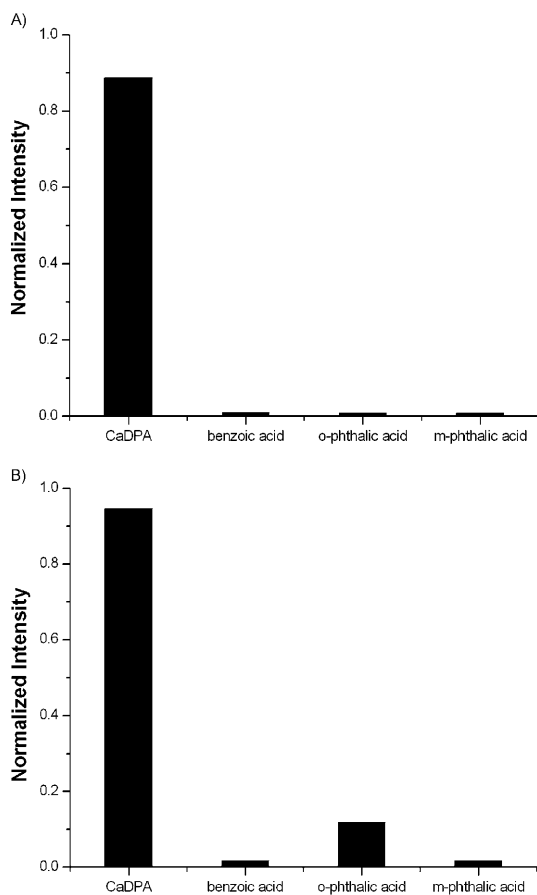 A)
1.0
0.8
0.6
0.4
0.2
0.0
Normalized Intensity
CaDPA benzoic acid o-phthalic acid m-phthalic acid
B)
1.0
0.8
0.6
0.4
0.2
0.0
Normalized Intensity
CaDPA benzoic acid o-phthalic acid m-phthalic acid